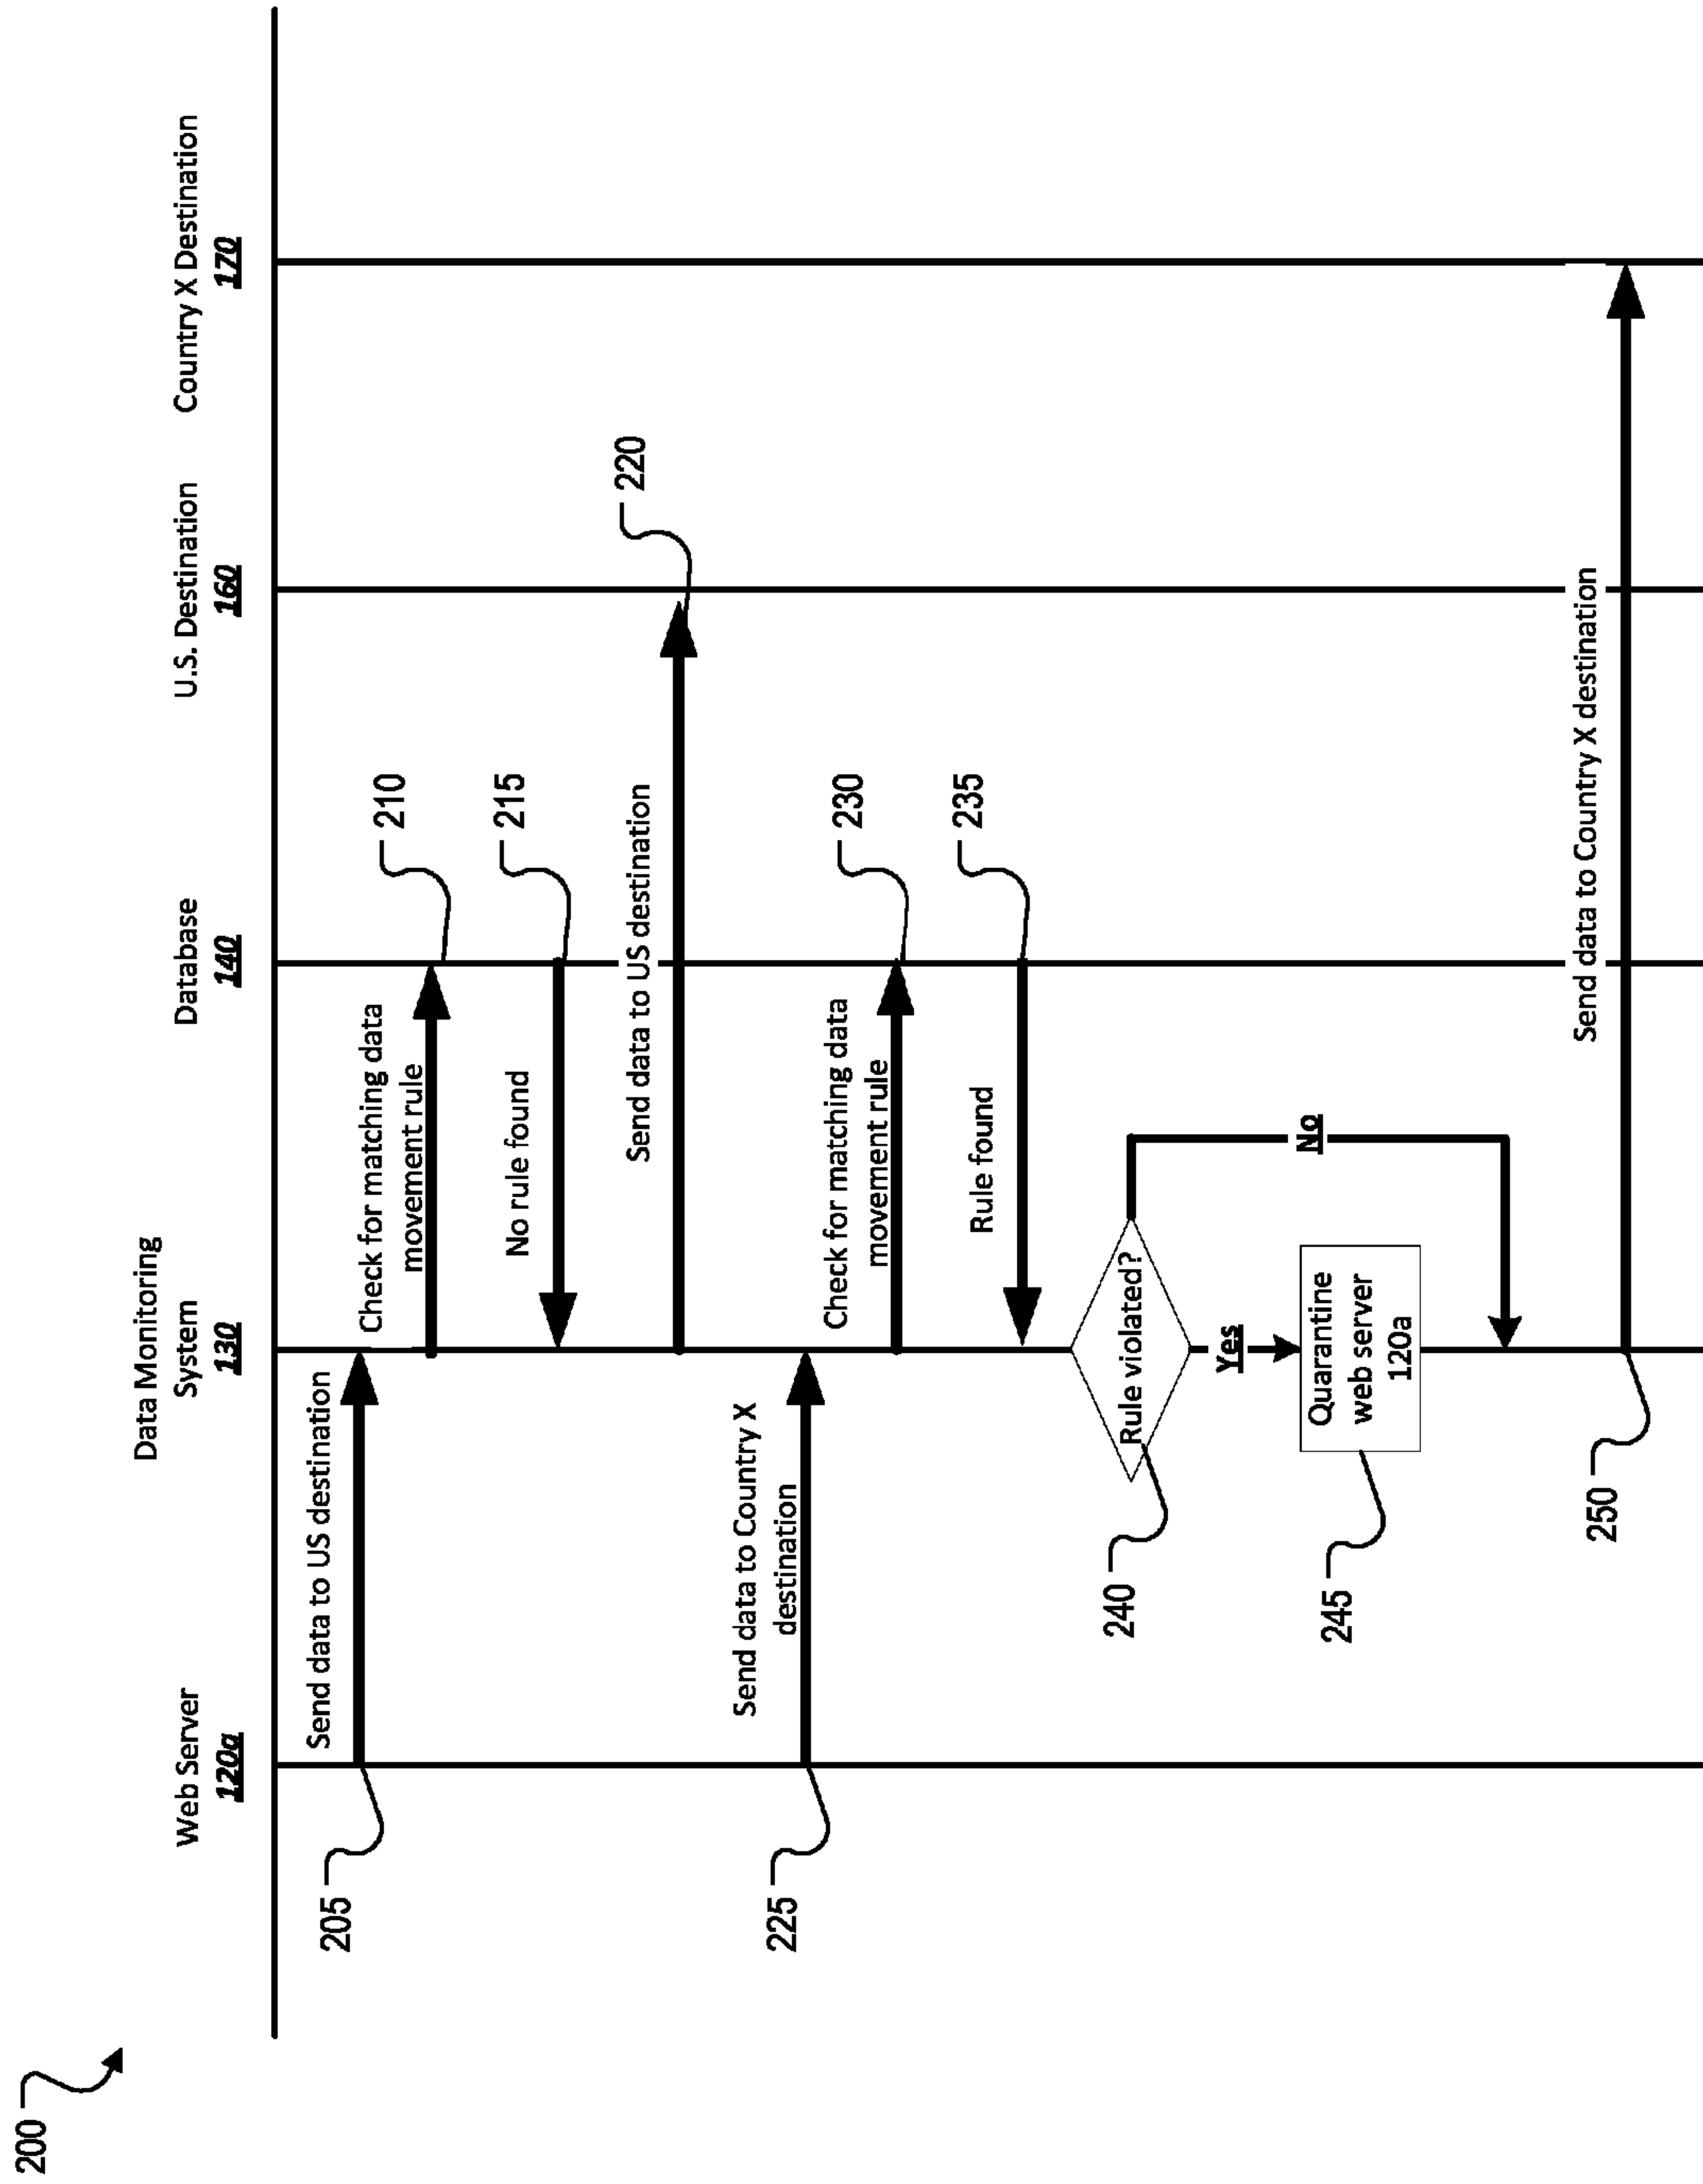 200
Web Server
120a
Data Monitoring
System
130
Database
140
U.S. Destination
160
Country X Destination
170
205
Send data to US destination
Check for matching data
movement rule
210
No rule found
215
Send data to US destination
220
225
Send data to Country X
destination
Check for matching data
movement rule
230
Rule found
235
240
Rule violated?
Yes
No
245
Quarantine
web server
120a
250
Send data to Country X destination